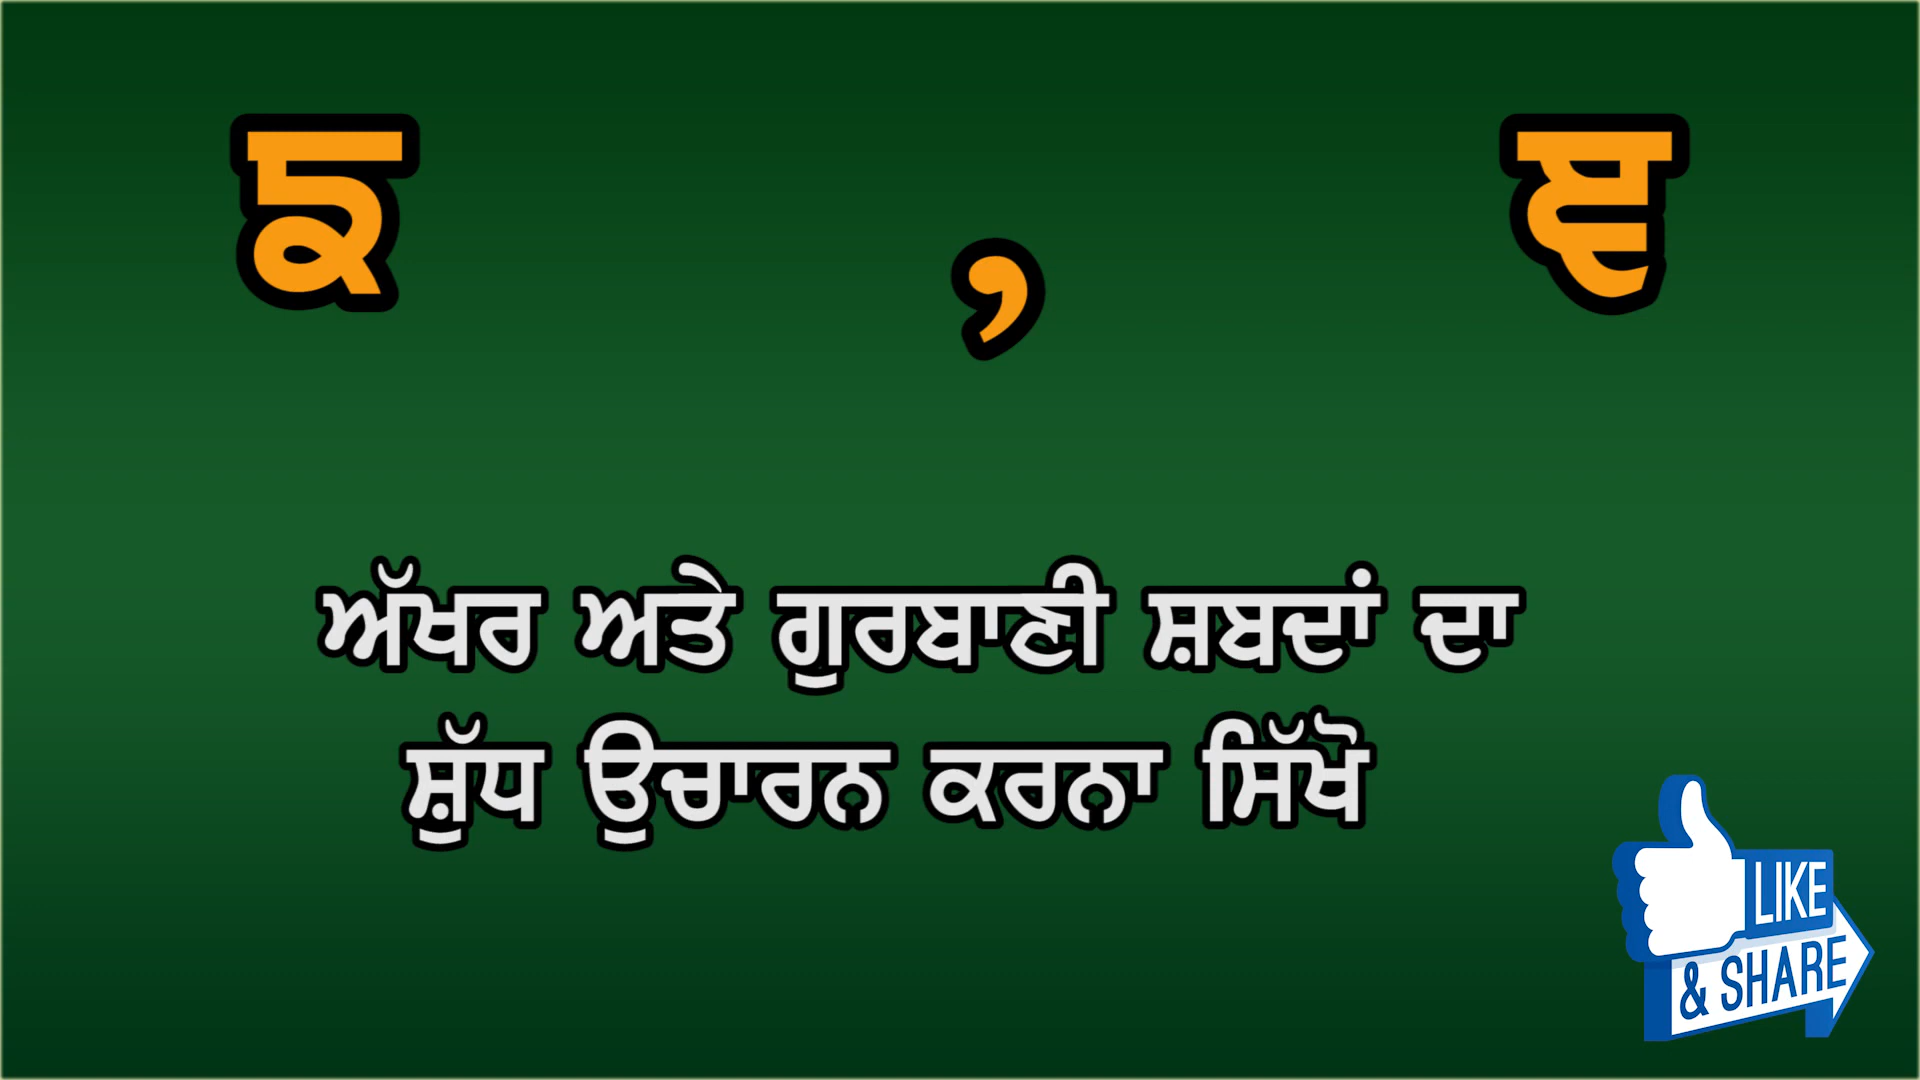 ਙ , ਞ
ਅੱਖਰ ਅਤੇ ਗੁਰਬਾਣੀ ਸ਼ਬਦਾਂ ਦਾ
ਸ਼ੁੱਧ ਉਚਾਰਨ ਕਰਨਾ ਸਿੱਖੋ
LIKE
& SHARE